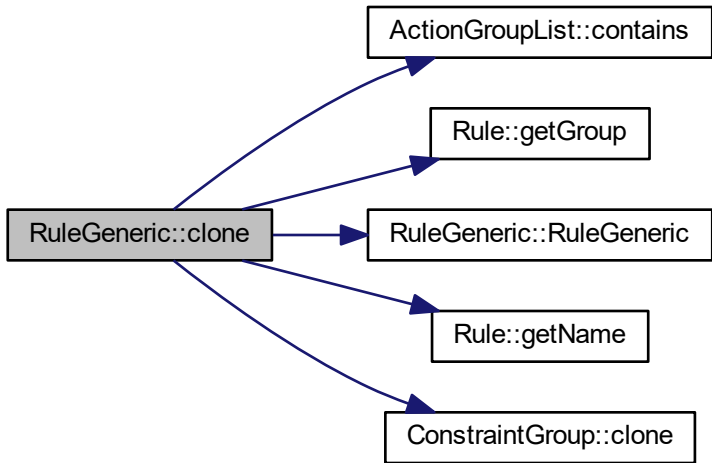 ActionGroupList::contains
Rule::getGroup
RuleGeneric::clone
RuleGeneric::RuleGeneric
Rule::getName
ConstraintGroup::clone